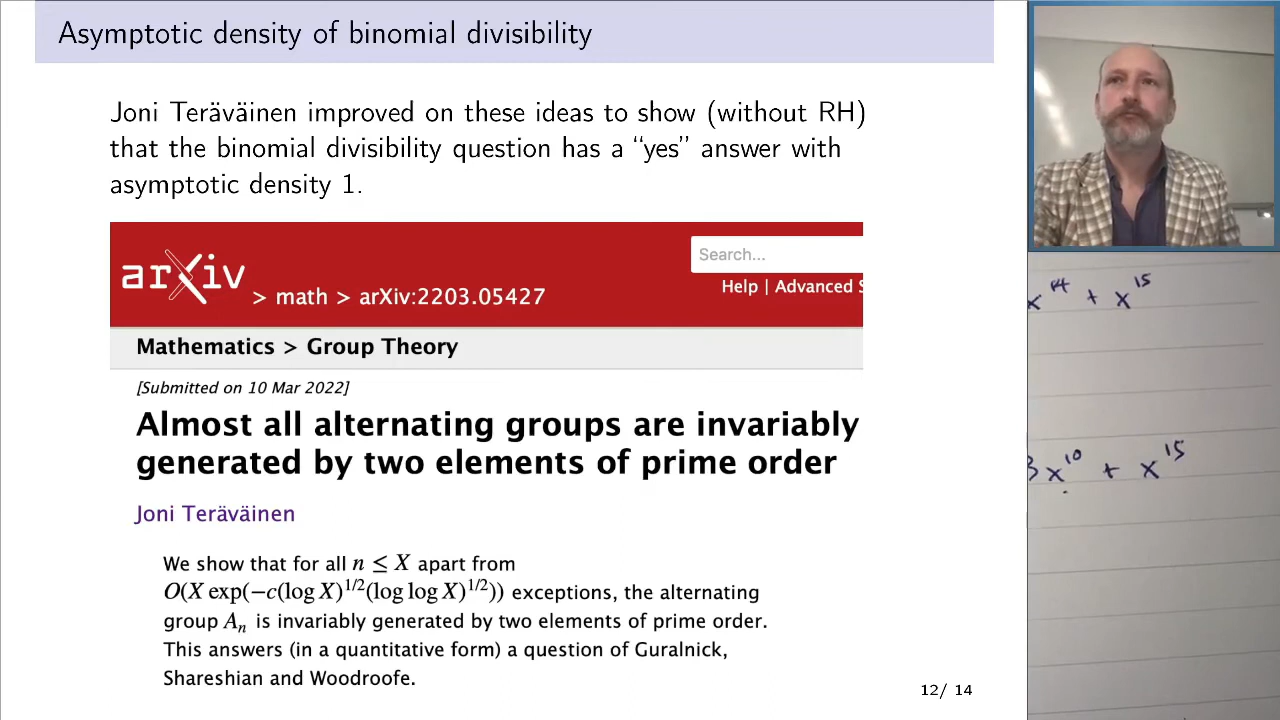 Asymptotic density of binomial divisibility
Joni Teräväinen improved on these ideas to show (without RH)
that the binomial divisibility question has a “yes” answer with
asymptotic density 1.
Search...
arXiv > math > arXiv:2203.05427
Help | Advanced S
Mathematics > Group Theory
[Submitted on 10 Mar 2022]
Almost all alternating groups are invariably
generated by two elements of prime order
Joni Teräväinen
We show that for all n ≤ X apart from
O(X exp(−c(log X)^{1/2}(log log X)^{1/2})) exceptions, the alternating
group A_n is invariably generated by two elements of prime order.
This answers (in a quantitative form) a question of Guralnick,
Shareshian and Woodroofe.
12/ 14
x^{14} + x^{15}
3x^{10} + x^{15}